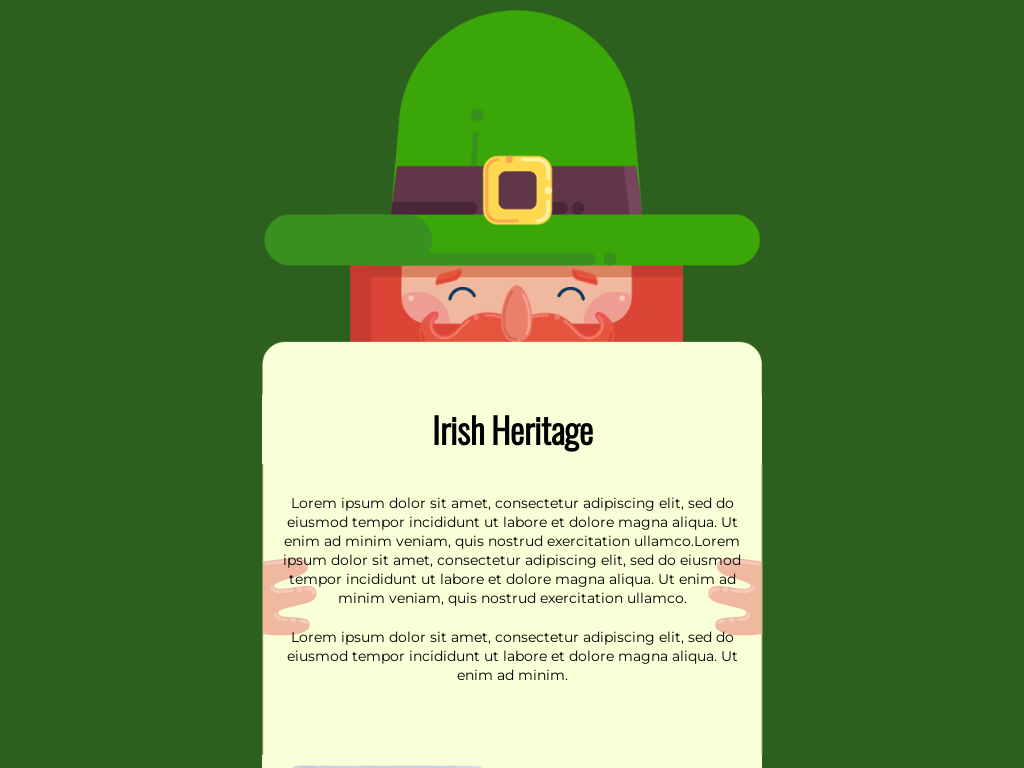 Irish Heritage
Lorem ipsum dolor sit amet, consectetur adipiscing elit, sed do
eiusmod tempor incididunt ut labore et dolore magna aliqua. Ut
enim ad minim veniam, quis nostrud exercitation ullamco.Lorem
ipsum dolor sit amet, consectetur adipiscing elit, sed do eiusmod
tempor incididunt ut labore et dolore magna aliqua. Ut enim ad
minim veniam, quis nostrud exercitation ullamco.
Lorem ipsum dolor sit amet, consectetur adipiscing elit, sed do
eiusmod tempor incididunt ut labore et dolore magna aliqua. Ut
enim ad minim.